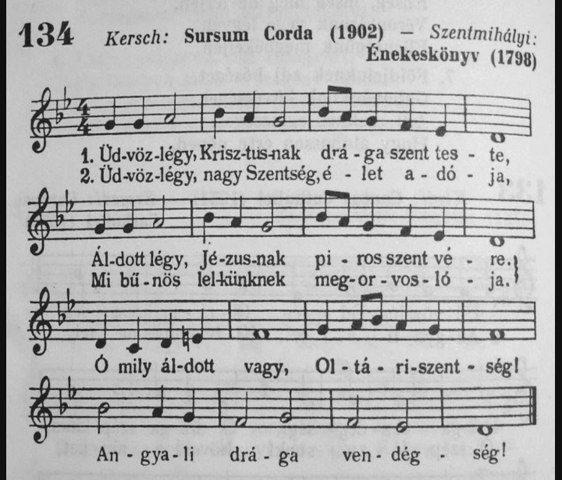 134 Kersch: Sursum Corda (1902) – Szentmihályi:
Énekeskönyv (1798)
4
4
1. Üd-vöz-légy, Krisz-tus-nak drá-ga szent tes - te,
2. Üd-vöz-légy, nagy Szentség, é - let a - dó - ja,
Ál-dott légy, Jé-zus-nak pi - ros szent vé - re.
Mi bű-nös lel-künknek meg-or-vos-ló - ja.
Ó mily ál-dott vagy, Ol-tá-ri-szent-ség!
An-gya-li drá-ga ven-dég-ség!